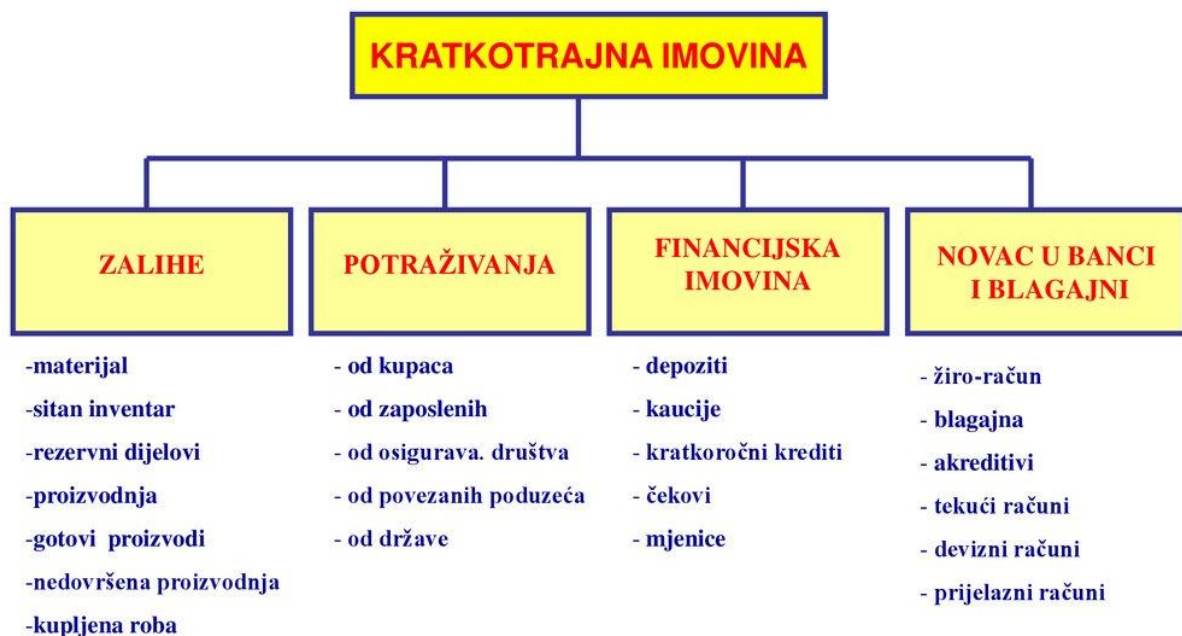 KRATKOTRAJNA IMOVINA
ZALIHE
-materijal
-sitan inventar
-rezervni dijelovi
-proizvodnja
-gotovi proizvodi
-nedovršena proizvodnja
-kupljena roba
POTRAŽIVANJA
- od kupaca
- od zaposlenih
- od osigurava. društva
- od povezanih poduzeća
- od države
FINANCIJSKA
IMOVINA
- depoziti
- kaucije
- kratkoročni krediti
- čekovi
- mjenice
NOVAC U BANCI
I BLAGAJNI
- žiro-račun
- blagajna
- akreditivi
- tekući računi
- devizni računi
- prijelazni računi